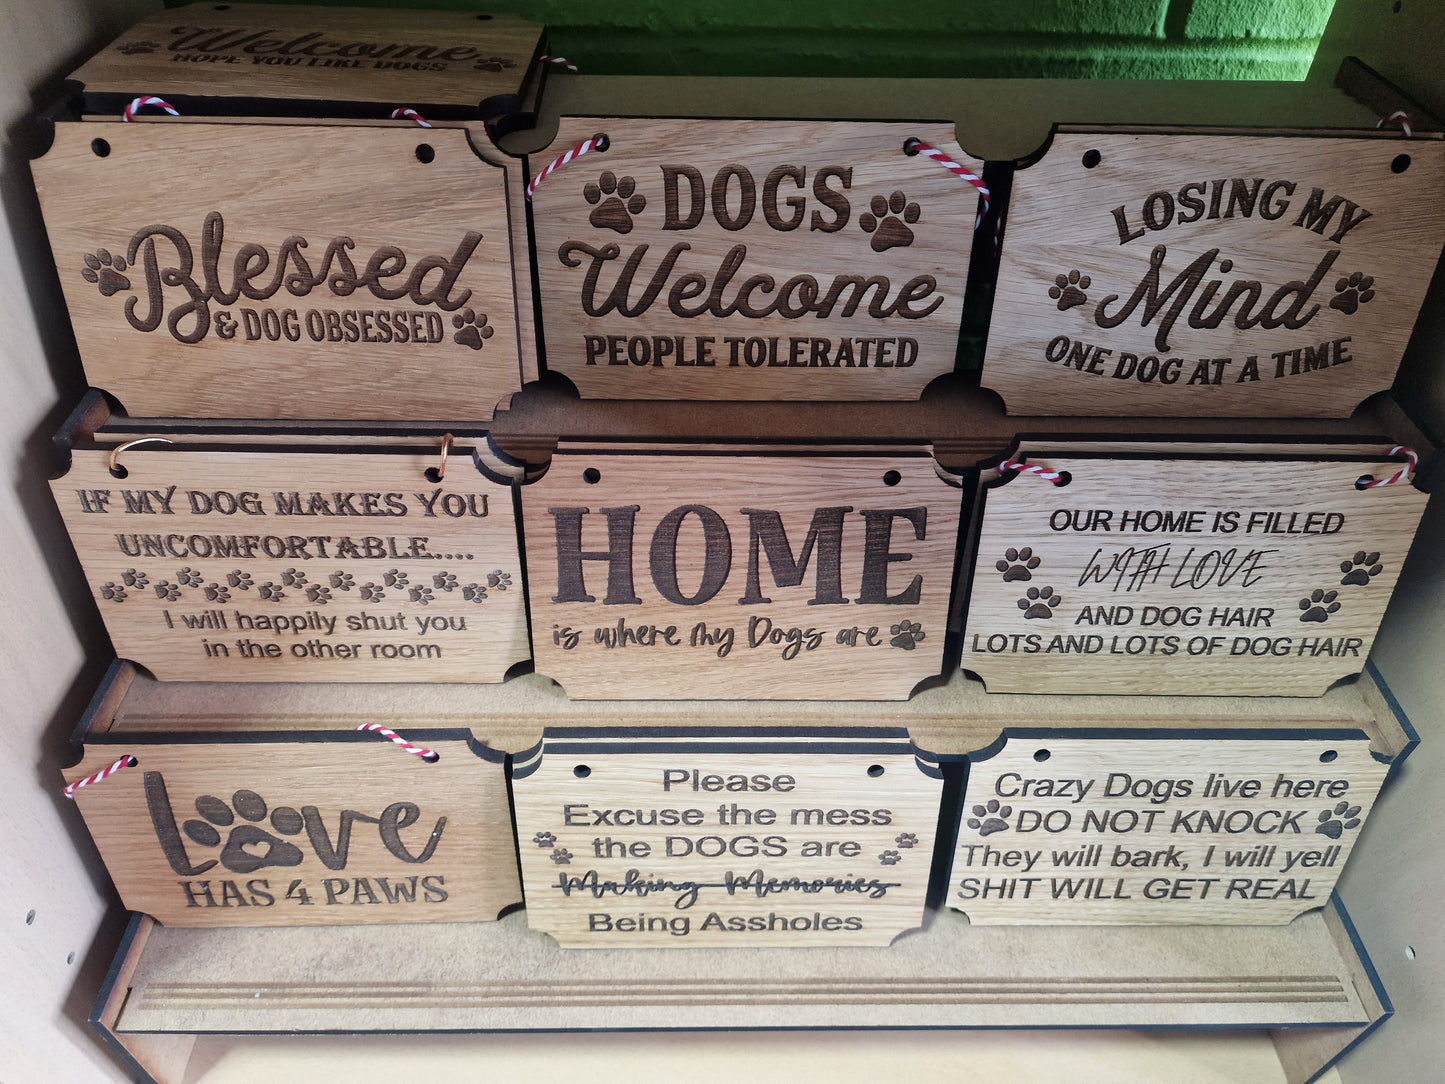 Welcome
HOPE YOU LIKE DOGS
Blessed
& DOG OBSESSED
DOGS
Welcome
PEOPLE TOLERATED
LOSING MY
Mind
ONE DOG AT A TIME
IF MY DOG MAKES YOU
UNCOMFORTABLE....
I will happily shut you
in the other room
HOME
is where my Dogs are
OUR HOME IS FILLED
WITH LOVE
AND DOG HAIR
LOTS AND LOTS OF DOG HAIR
Love
HAS 4 PAWS
Please
Excuse the mess
the DOGS are
Making Memories
Being Assholes
Crazy Dogs live here
DO NOT KNOCK
They will bark, I will yell
SHIT WILL GET REAL